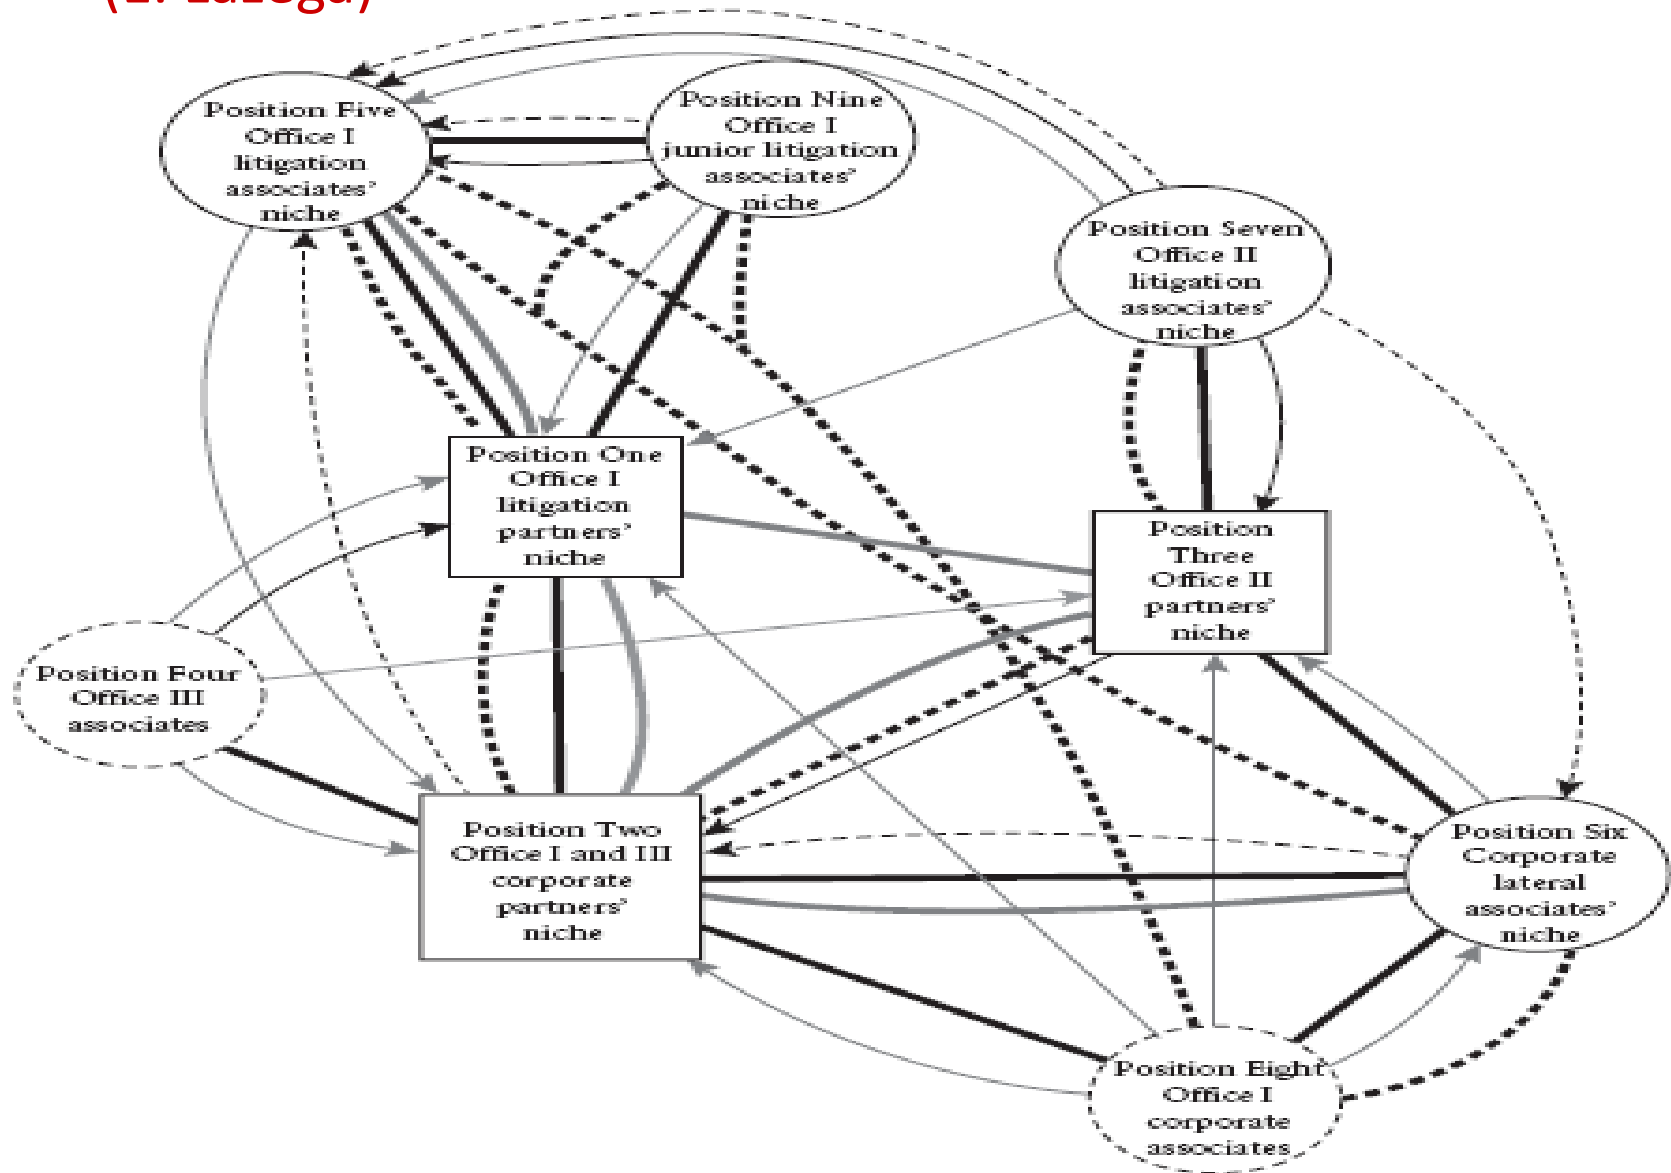 (E. Lazega)
Position Five
Office I
litigation
associates’
niche
Position Nine
Office I
junior litigation
associates’
niche
Position Seven
Office II
litigation
associates’
niche
Position One
Office I
litigation
partners’
niche
Position
Three
Office II
partners’
niche
Position Four
Office III
associates
Position Two
Office I and III
corporate
partners’
niche
Position Six
Corporate
lateral
associates’
niche
Position Eight
Office I
corporate
associates